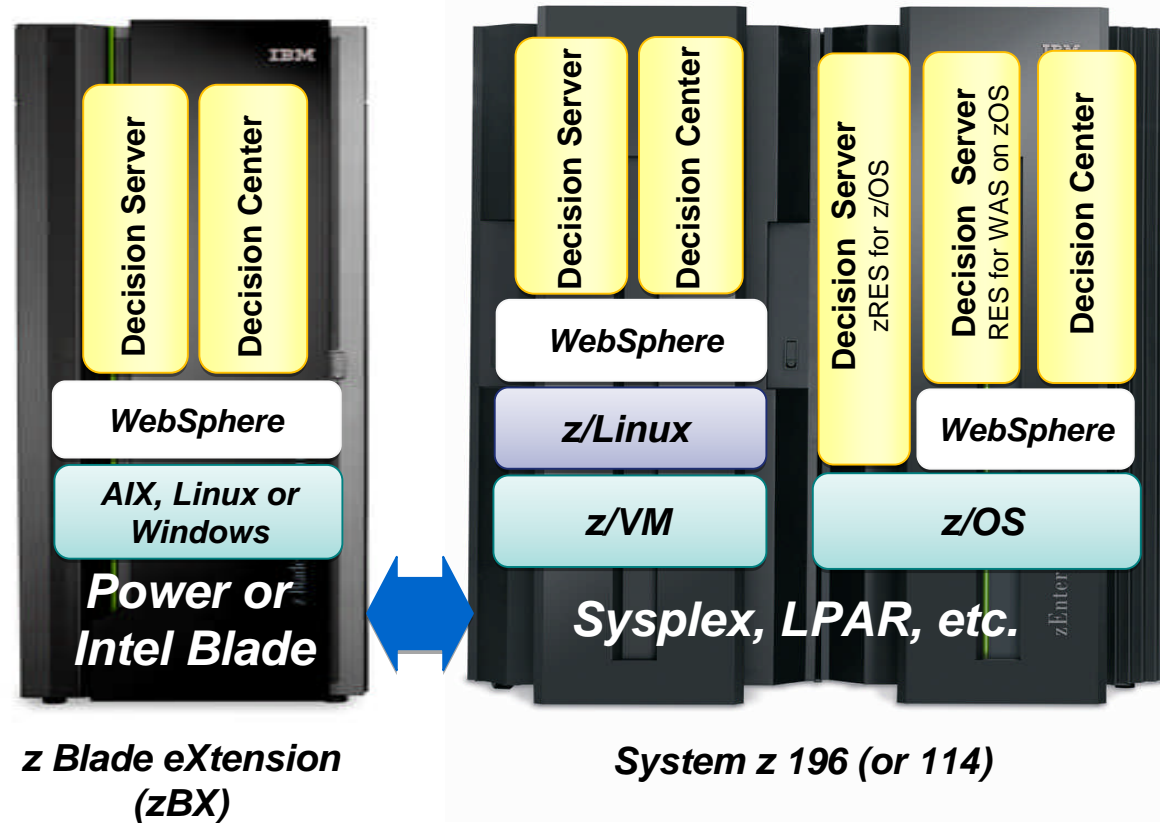 IBM
Decision Server
Decision Center
WebSphere
AIX, Linux or
Windows
Power or
Intel Blade
z Blade eXtension
(zBX)
Decision Server
Decision Center
WebSphere
z/Linux
z/VM
Decision Server
zRES for z/OS
Decision Server
RES for WAS on zOS
Decision Center
WebSphere
z/OS
Sysplex, LPAR, etc.
zEnter
System z 196 (or 114)